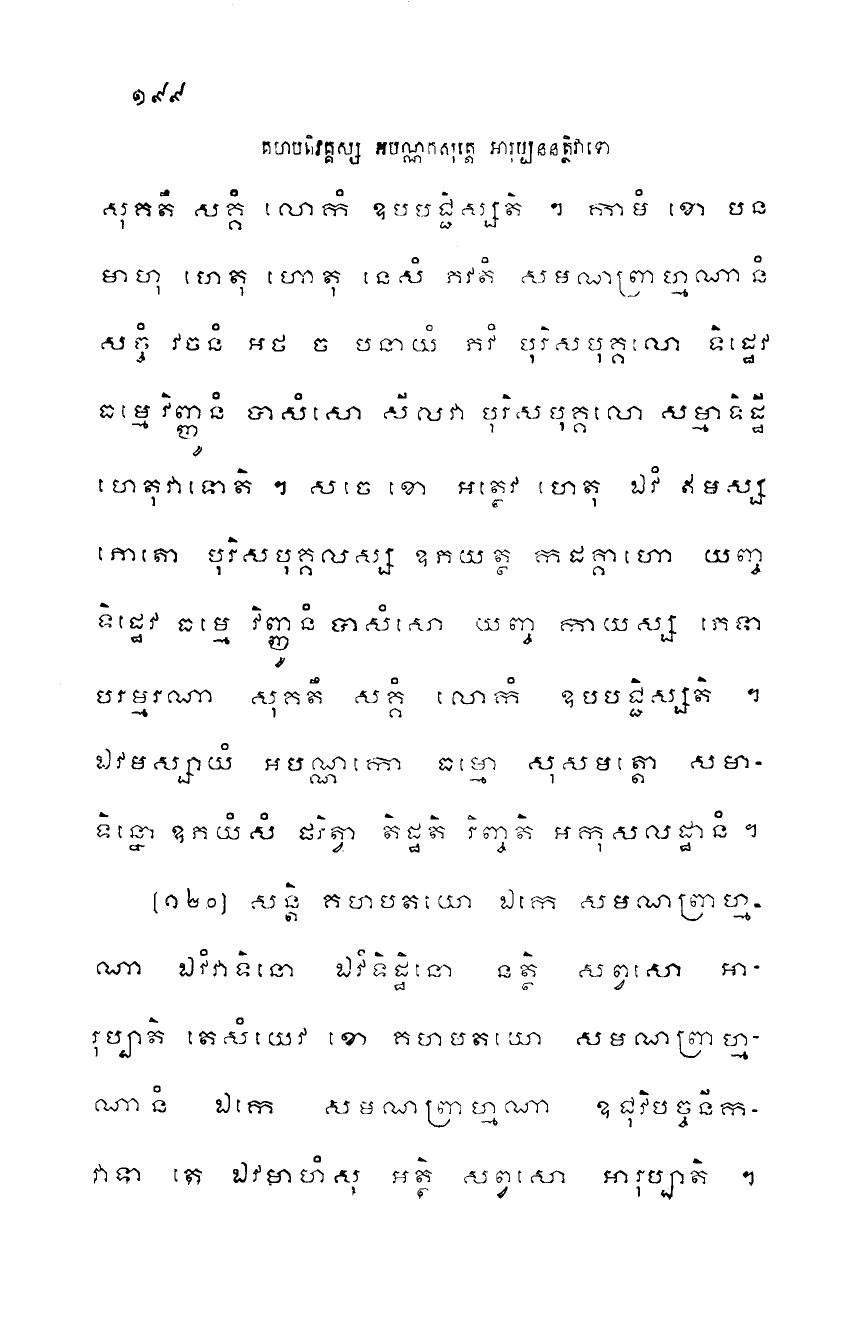 ១៩៩
គហបតិវគ្គស្ស អបណ្ណកសុត្តេ អារុប្បននត្ថិវាទោ
សុគតឹ សគ្គំ លោកំ ឧបបជ្ជិស្សតិ ។ កាមំ ខោ បន
មាហុ ហេតុ ហោតុ នេសំ ភវតំ សមណព្រាហ្មណានំ
សច្ចំ វចនំ អថ ច បនាយំ ភវំ បុរិសបុគ្គលោ ទិដ្ឋេវ
ធម្មេ វិញ្ញូនំ បាសំសោ សីលវា បុរិសបុគ្គលោ សម្មាទិដ្ឋិ
ហេតុវាទោតិ ។ សចេ ខោ អត្ថេវ ហេតុ ឯវំ ឥមស្ស
ភោតោ បុរិសបុគ្គលស្ស ឧភយត្ថ កដគ្គាហោ យញ្ច
ទិដ្ឋេវ ធម្មេ វិញ្ញូនំ បាសំសោ យញ្ច កាយស្ស ភេទា
បរម្មរណា សុគតឹ សគ្គំ លោកំ ឧបបជ្ជិស្សតិ ។
ឯវមស្សាយំ អបណ្ណកោ ធម្មោ សុសមត្តោ សមា-
ទិន្នោ ឧភយំសំ ផរិត្វា តិដ្ឋតិ រិញ្ចតិ អកុសលដ្ឋានំ ។
[១២០] សន្តិ គហបតយោ ឯកេ សមណព្រាហ្ម-
ណា ឯវំវាទិនោ ឯវំទិដ្ឋិនោ នត្ថិ សព្វសោ អា-
រុប្បាតិ តេសំយេវ ខោ គហបតយោ សមណព្រាហ្ម-
ណានំ ឯកេ សមណព្រាហ្មណា ឧជុវិបច្ចនីក-
វាទា តេ ឯវមាហំសុ អត្ថិ សព្វសោ អារុប្បាតិ ។